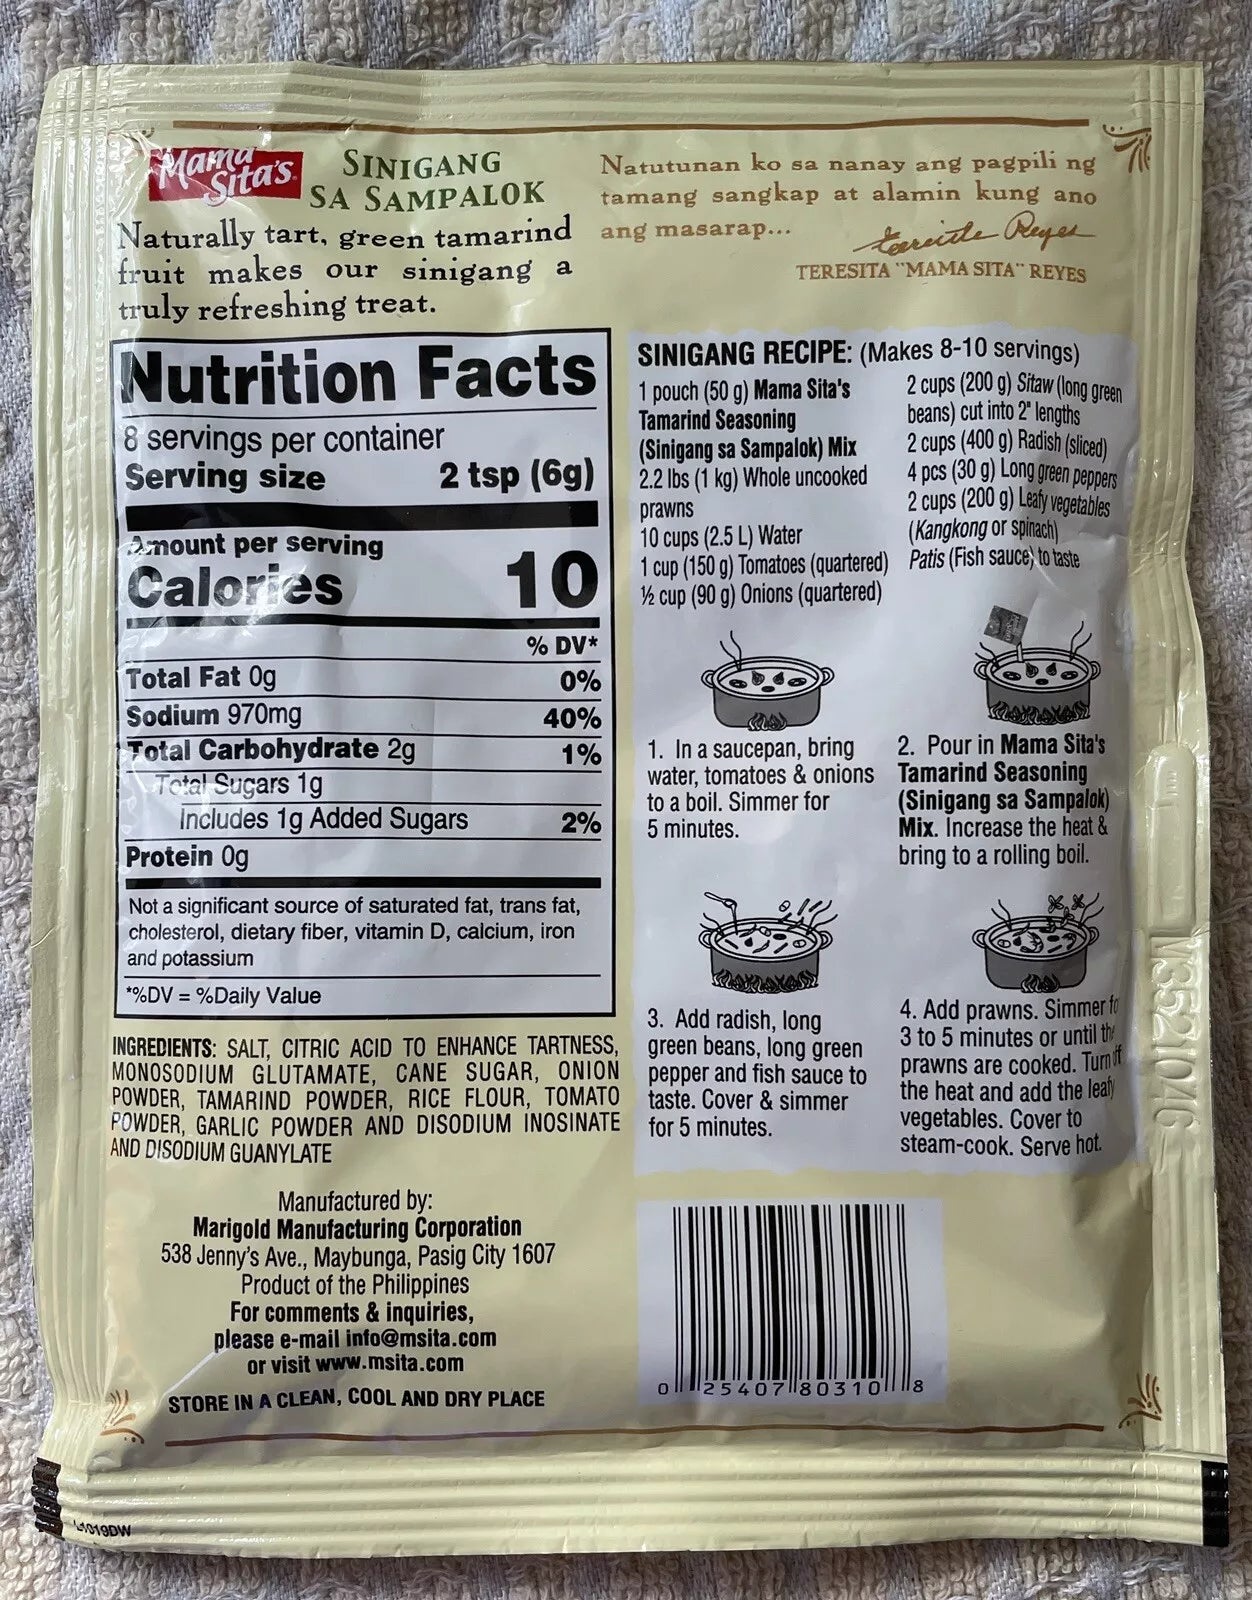 Mama Sita's
SINIGANG
SA SAMPALOK
Naturally tart, green tamarind
fruit makes our sinigang a
truly refreshing treat.
Natutunan ko sa nanay ang pagpili ng
tamang sangkap at alamin kung ano
ang masarap...
Teresita Reyes
TERESITA "MAMA SITA" REYES
Nutrition Facts
8 servings per container
Serving size 2 tsp (6g)
Amount per serving
Calories 10
% DV*
Total Fat 0g 0%
Sodium 970mg 40%
Total Carbohydrate 2g 1%
Total Sugars 1g
Includes 1g Added Sugars 2%
Protein 0g
Not a significant source of saturated fat, trans fat,
cholesterol, dietary fiber, vitamin D, calcium, iron
and potassium
*%DV = %Daily Value
INGREDIENTS: SALT, CITRIC ACID TO ENHANCE TARTNESS,
MONOSODIUM GLUTAMATE, CANE SUGAR, ONION
POWDER, TAMARIND POWDER, RICE FLOUR, TOMATO
POWDER, GARLIC POWDER AND DISODIUM INOSINATE
AND DISODIUM GUANYLATE
Manufactured by:
Marigold Manufacturing Corporation
538 Jenny's Ave., Maybunga, Pasig City 1607
Product of the Philippines
For comments & inquiries,
please e-mail info@msita.com
or visit www.msita.com
STORE IN A CLEAN, COOL AND DRY PLACE
SINIGANG RECIPE: (Makes 8-10 servings)
1 pouch (50 g) Mama Sita's
Tamarind Seasoning
(Sinigang sa Sampalok) Mix
2.2 lbs (1 kg) Whole uncooked
prawns
10 cups (2.5 L) Water
1 cup (150 g) Tomatoes (quartered)
½ cup (90 g) Onions (quartered)
2 cups (200 g) Sitaw (long green
beans) cut into 2" lengths
2 cups (400 g) Radish (sliced)
4 pcs (30 g) Long green peppers
2 cups (200 g) Leafy vegetables
(Kangkong or spinach)
Patis (Fish sauce) to taste
1. In a saucepan, bring
water, tomatoes & onions
to a boil. Simmer for
5 minutes.
2. Pour in Mama Sita's
Tamarind Seasoning
(Sinigang sa Sampalok)
Mix. Increase the heat &
bring to a rolling boil.
3. Add radish, long
green beans, long green
pepper and fish sauce to
taste. Cover & simmer
for 5 minutes.
4. Add prawns. Simmer for
3 to 5 minutes or until the
prawns are cooked. Turn off
the heat and add the leafy
vegetables. Cover to
steam-cook. Serve hot.
0 25407 80310 8